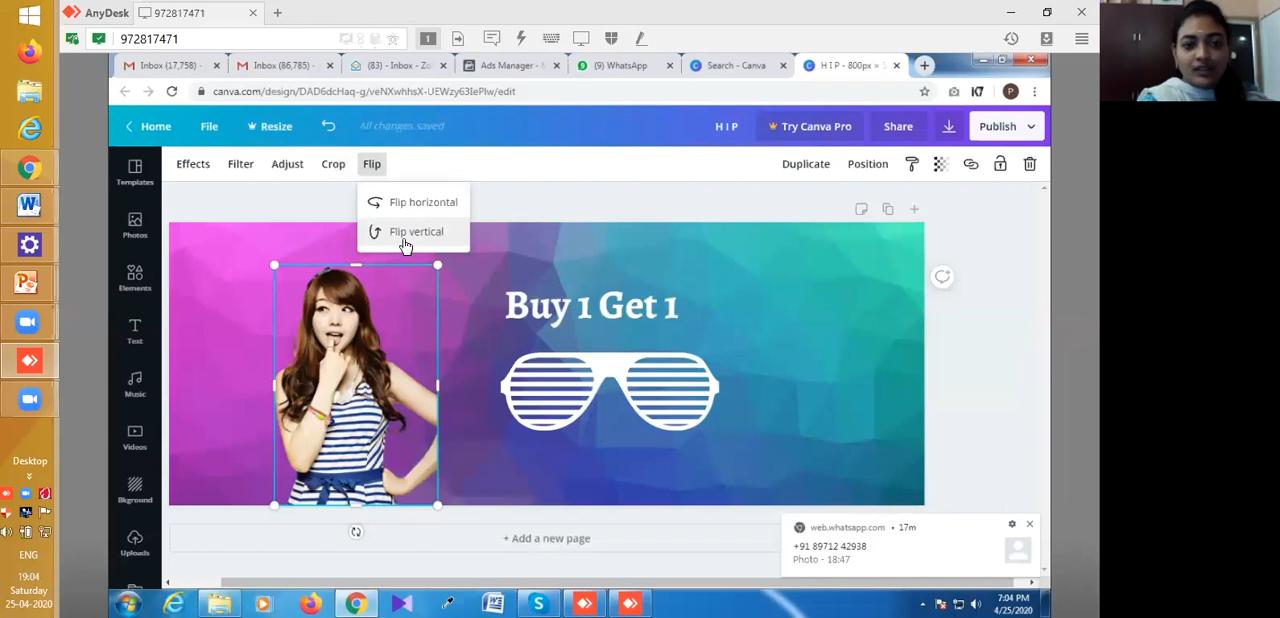 AnyDesk
972817471
972817471
1
Inbox (17,758) -
Inbox (86,
(83) - Inbox - Zo
Ads Manager - M
(9) WhatsApp
Search - Canva
H I P - 800px ×
canva.com/design/DAD6dcHaq-g/veNXwhhsX-UEWzy63IePlw/edit
P
Home
File
Resize
All changes saved
H I P
Try Canva Pro
Share
Publish
Effects
Filter
Adjust
Crop
Flip
Duplicate
Position
Flip horizontal
Flip vertical
Templates
Photos
Elements
Text
Music
Videos
Bkground
Uploads
Buy 1 Get 1
+ Add a new page
web.whatsapp.com • 17m
+91 89712 42938
Photo - 18:47
Desktop
ENG
19:04
Saturday
25-04-2020
7:04 PM
4/25/2020